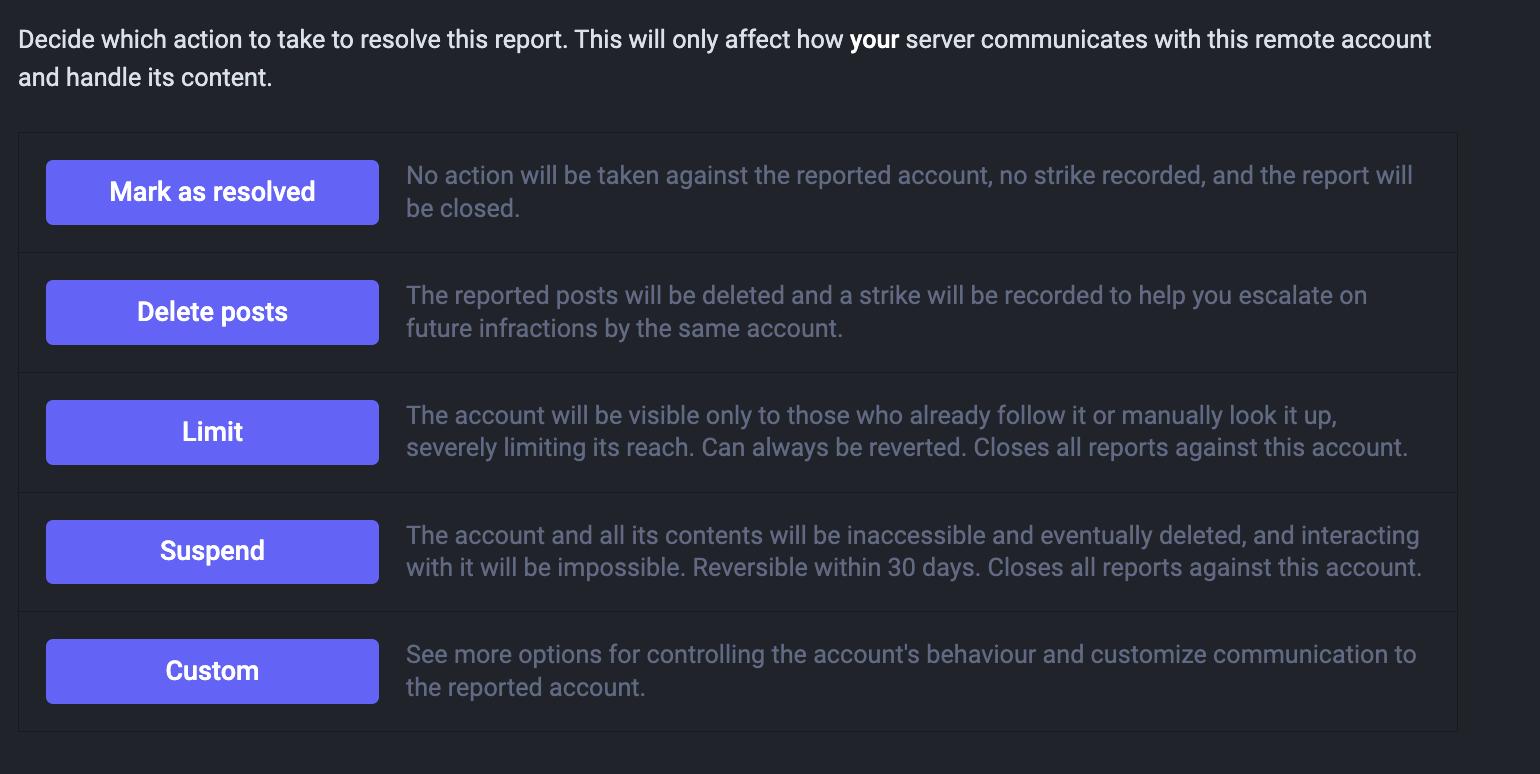 Decide which action to take to resolve this report. This will only affect how your server communicates with this remote account
and handle its content.
Mark as resolved
No action will be taken against the reported account, no strike recorded, and the report will
be closed.
Delete posts
The reported posts will be deleted and a strike will be recorded to help you escalate on
future infractions by the same account.
Limit
The account will be visible only to those who already follow it or manually look it up,
severely limiting its reach. Can always be reverted. Closes all reports against this account.
Suspend
The account and all its contents will be inaccessible and eventually deleted, and interacting
with it will be impossible. Reversible within 30 days. Closes all reports against this account.
Custom
See more options for controlling the account's behaviour and customize communication to
the reported account.